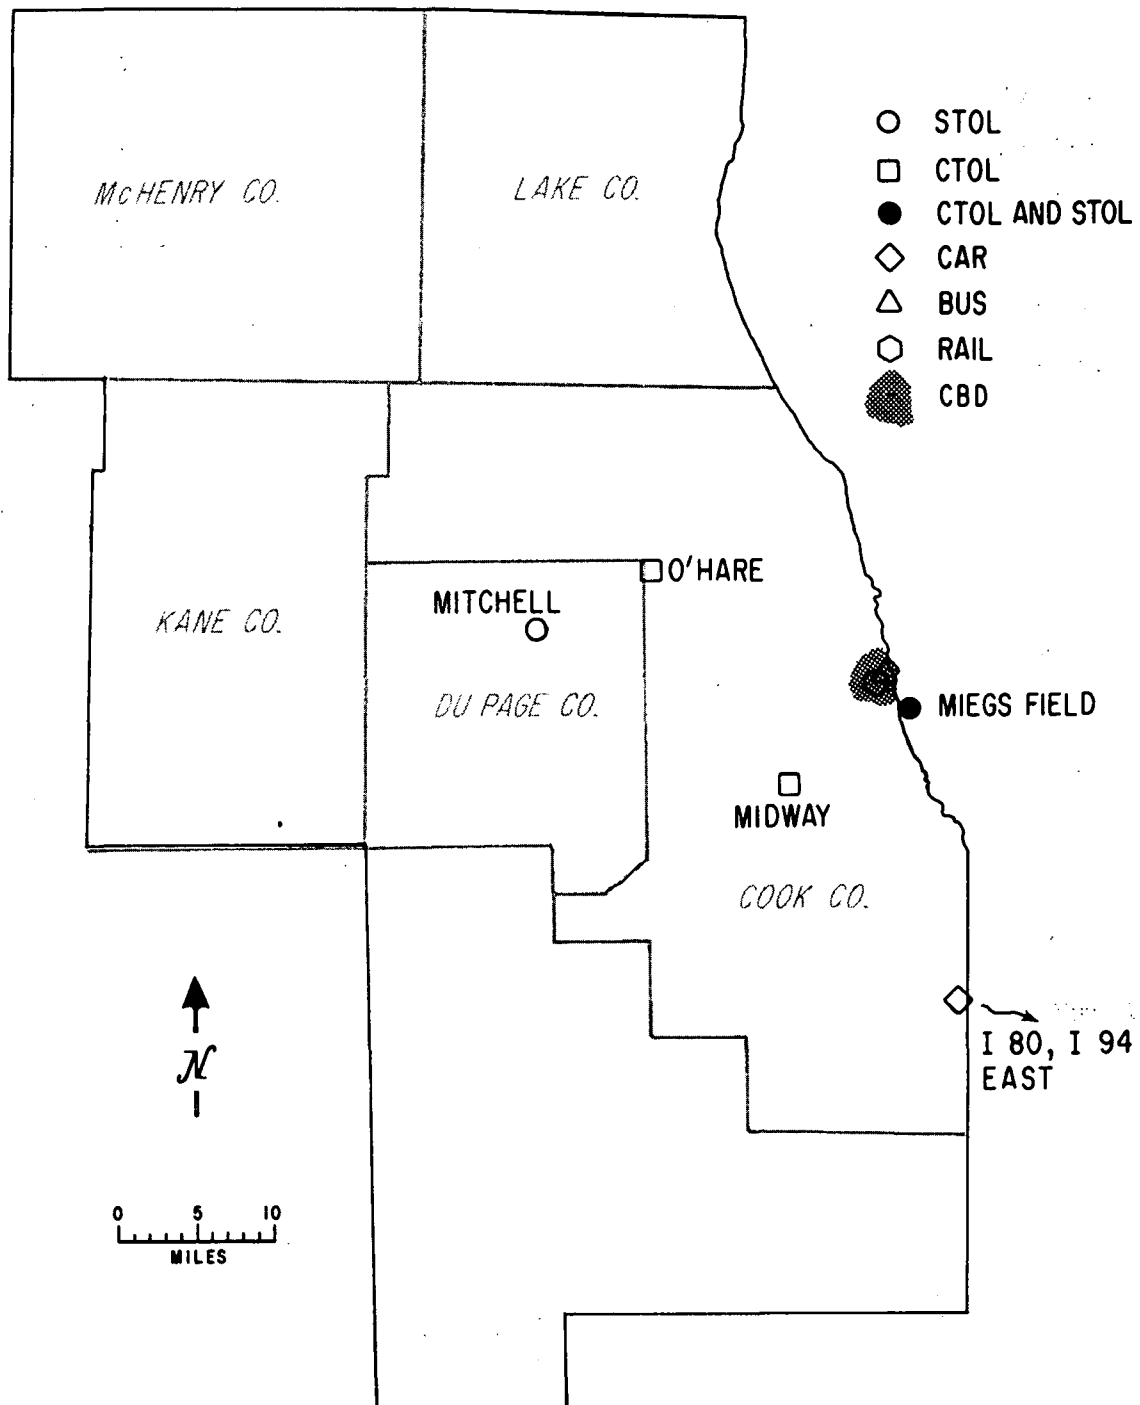 STOL
CTOL
McHENRY CO.
LAKE CO.
CTOL AND STOL
CAR
BUS
RAIL
CBD
O'HARE
MITCHELL
KANE CO.
DU PAGE CO.
MIEGS FIELD
MIDWAY
COOK CO.
I 80, I 94
EAST
N
0 5 10
MILES